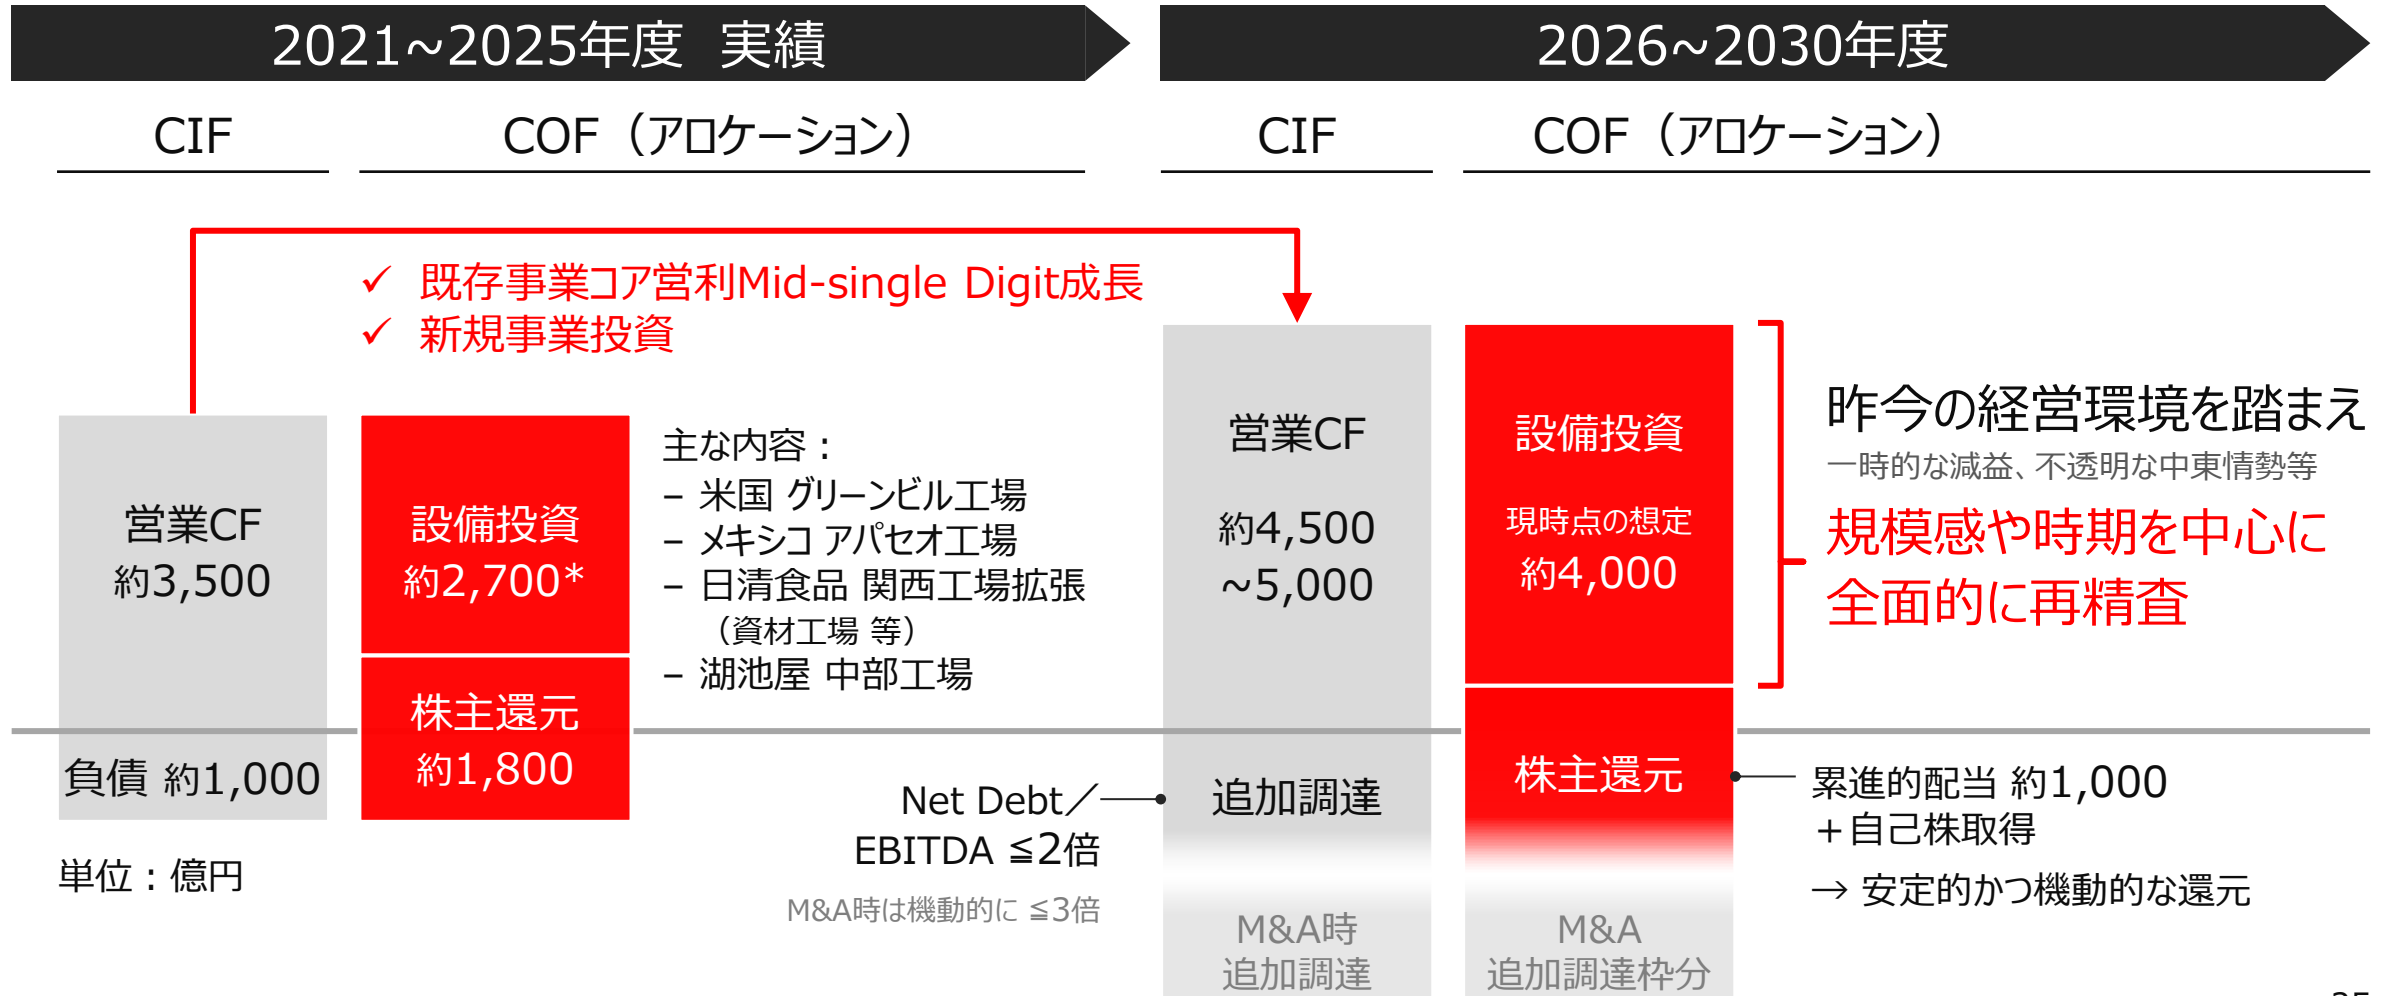 2021~2025年度 実績
2026~2030年度
CIF
COF（アロケーション）
CIF
COF（アロケーション）
✓ 既存事業コア営利Mid-single Digit成長
✓ 新規事業投資
営業CF
約3,500
負債 約1,000
単位：億円
設備投資
約2,700*
株主還元
約1,800
主な内容：
– 米国 グリーンビル工場
– メキシコ アパセオ工場
– 日清食品 関西工場拡張
（資材工場 等）
– 湖池屋 中部工場
Net Debt／
EBITDA ≦2倍
M&A時は機動的に ≦3倍
営業CF
約4,500
~5,000
追加調達
M&A時
追加調達
設備投資
現時点の想定
約4,000
株主還元
M&A
追加調達枠分
昨今の経営環境を踏まえ
一時的な減益、不透明な中東情勢等
規模感や時期を中心に
全面的に再精査
累進的配当 約1,000
＋自己株取得
→ 安定的かつ機動的な還元